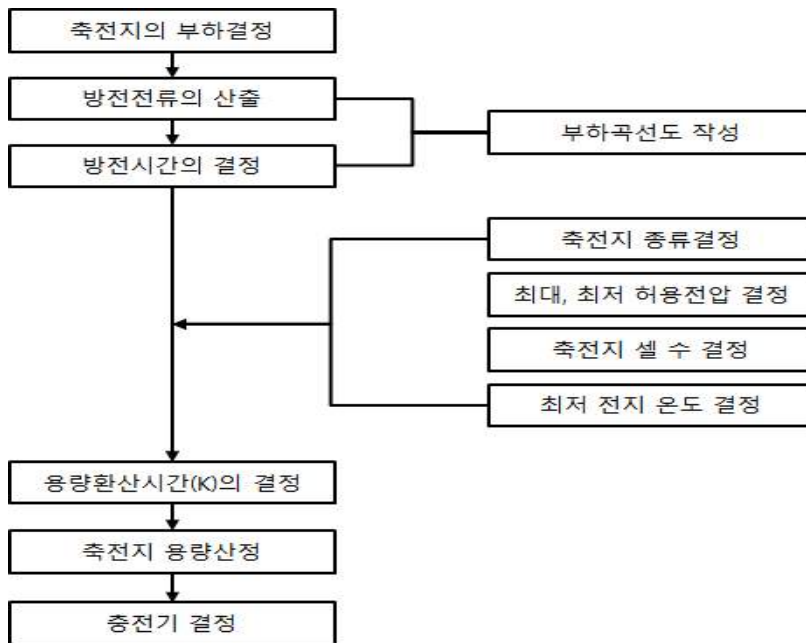 축전지의 부하결정
방전전류의 산출
부하곡선도 작성
방전시간의 결정
축전지 종류결정
최대, 최저 허용전압 결정
축전지 셀 수 결정
최저 전지 온도 결정
용량환산시간(K)의 결정
축전지 용량산정
충전기 결정